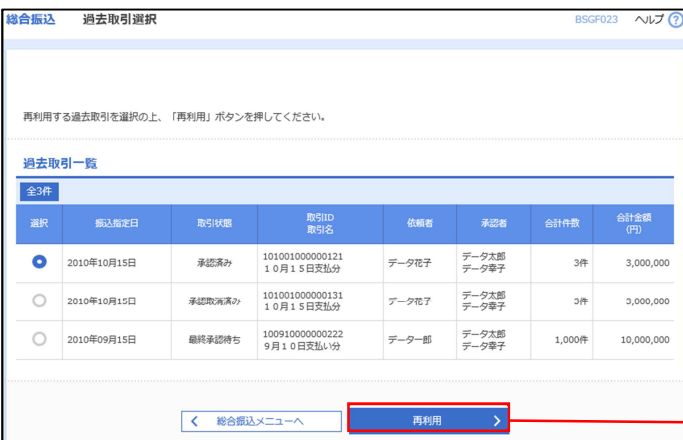 総合振込 過去取引選択 BSGF023 ヘルプ ?
再利用する過去取引を選択の上、「再利用」ボタンを押してください。
過去取引一覧
全3件
選択 振込指定日 取引状態 取引ID 依頼者 承認者 合計件数 合計金額
取引名 (円)
2010年10月15日 承認済み 101001000000121 データ花子 データ太郎 3件 3,000,000
10月15日支払分 データ幸子
2010年10月15日 承認取消済み 101001000000131 データ花子 データ太郎 3件 3,000,000
10月15日支払分 データ幸子
2010年09月15日 最終承認待ち 100910000000222 データ一郎 データ太郎 1,000件 10,000,000
9月10日支払い分 データ幸子
総合振込メニューへ 再利用